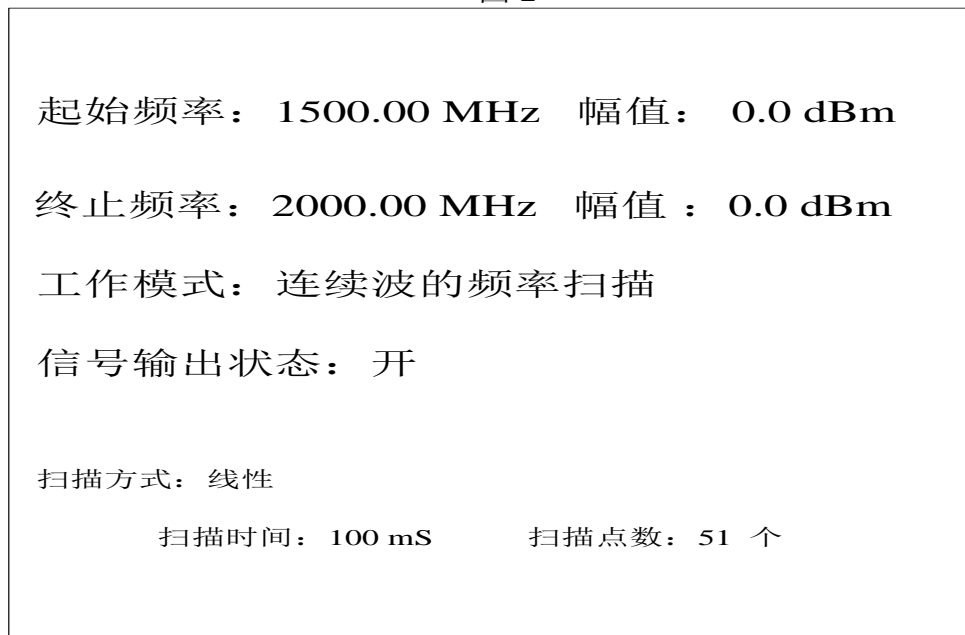 起始频率：1500.00 MHz 幅值： 0.0 dBm
终止频率：2000.00 MHz 幅值 ：0.0 dBm
工作模式：连续波的频率扫描
信号输出状态：开
扫描方式：线性
扫描时间：100 mS 扫描点数：51 个